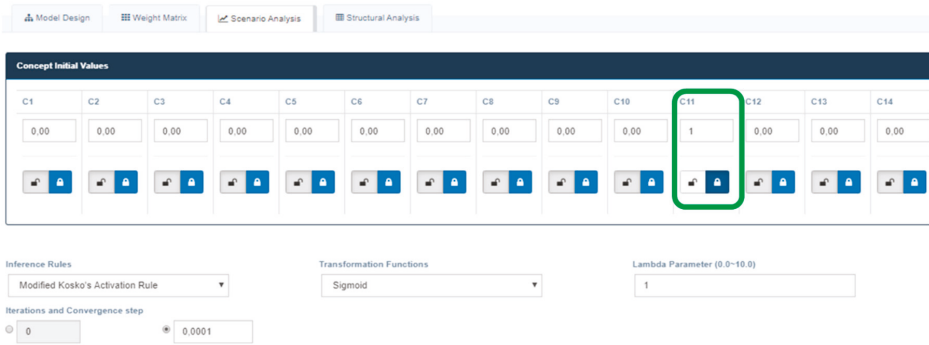 Model Design Weight Matrix Scenario Analysis Structural Analysis
Concept Initial Values
C1 C2 C3 C4 C5 C6 C7 C8 C9 C10 C11 C12 C13 C14
0,00 0,00 0,00 0,00 0,00 0,00 0,00 0,00 0,00 0,00 1 0,00 0,00 0,00
Inference Rules Transformation Functions Lambda Parameter (0.0~10.0)
Modified Kosko's Activation Rule Sigmoid 1
Iterations and Convergence step
0 0,0001